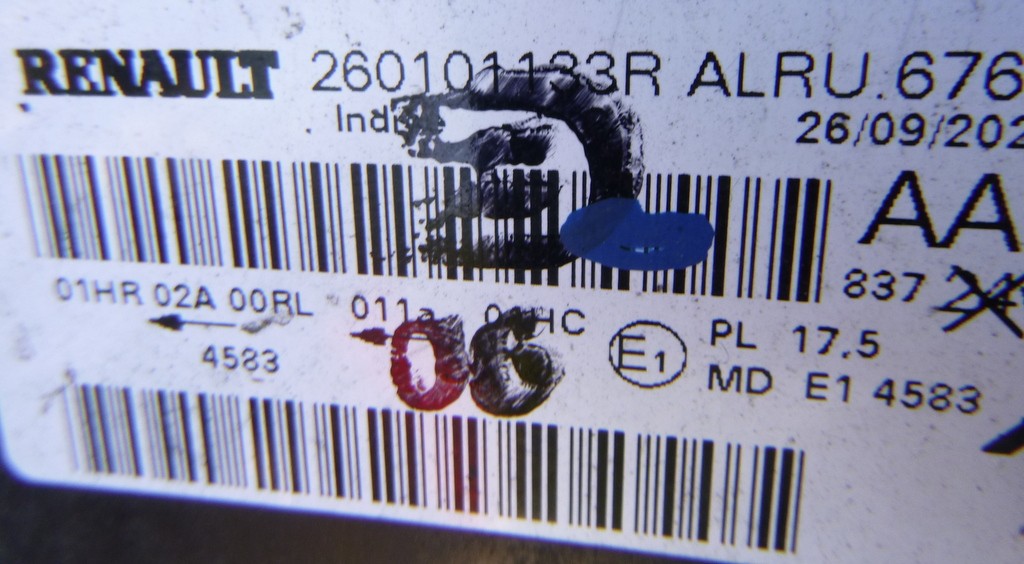 RENAULT 260101133R ALRU.676
26/09/202
AA
837
01HR 02A 00RL 011a 01HC E1 PL 17.5
4583 MD E1 4583
06